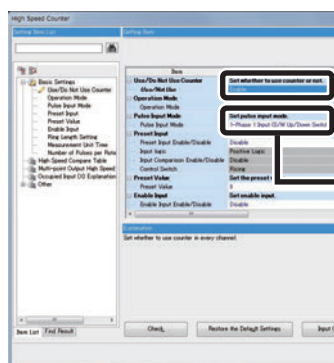 High Speed Counter
Setting Item List
Setting Item
Item
Basic Settings
Use/Do Not Use Counter
Operation Mode
Pulse Input Mode
Preset Input
Preset Value
Enable Input
Ring Length Setting
Measurement Unit Time
Number of Pulses per Rota
High Speed Compare Table
Multi-point Output High Speed
Occupied Input OO Explanation
Other
Use/Do Not Use Counter Set whether to use counter or not.
Use/Not Use Enable
Operation Mode
Operation Mode
Pulse Input Mode Set pulse input mode.
Pulse Input Mode 1-Phase 1 Input (S/W Up/Down Switch
Preset Input
Preset Input Enable/Disable Disable
Input logic Positive Logic
Input Comparison Enable/Disable Disable
Control Switch Rising
Preset Value Set the preset v
Preset Value 0
Enable Input Set enable input.
Enable Input Enable/Disable Disable
Explanation
Set whether to use counter in every channel.
Item List Find Result
Check
Restore the Default Settings
Input